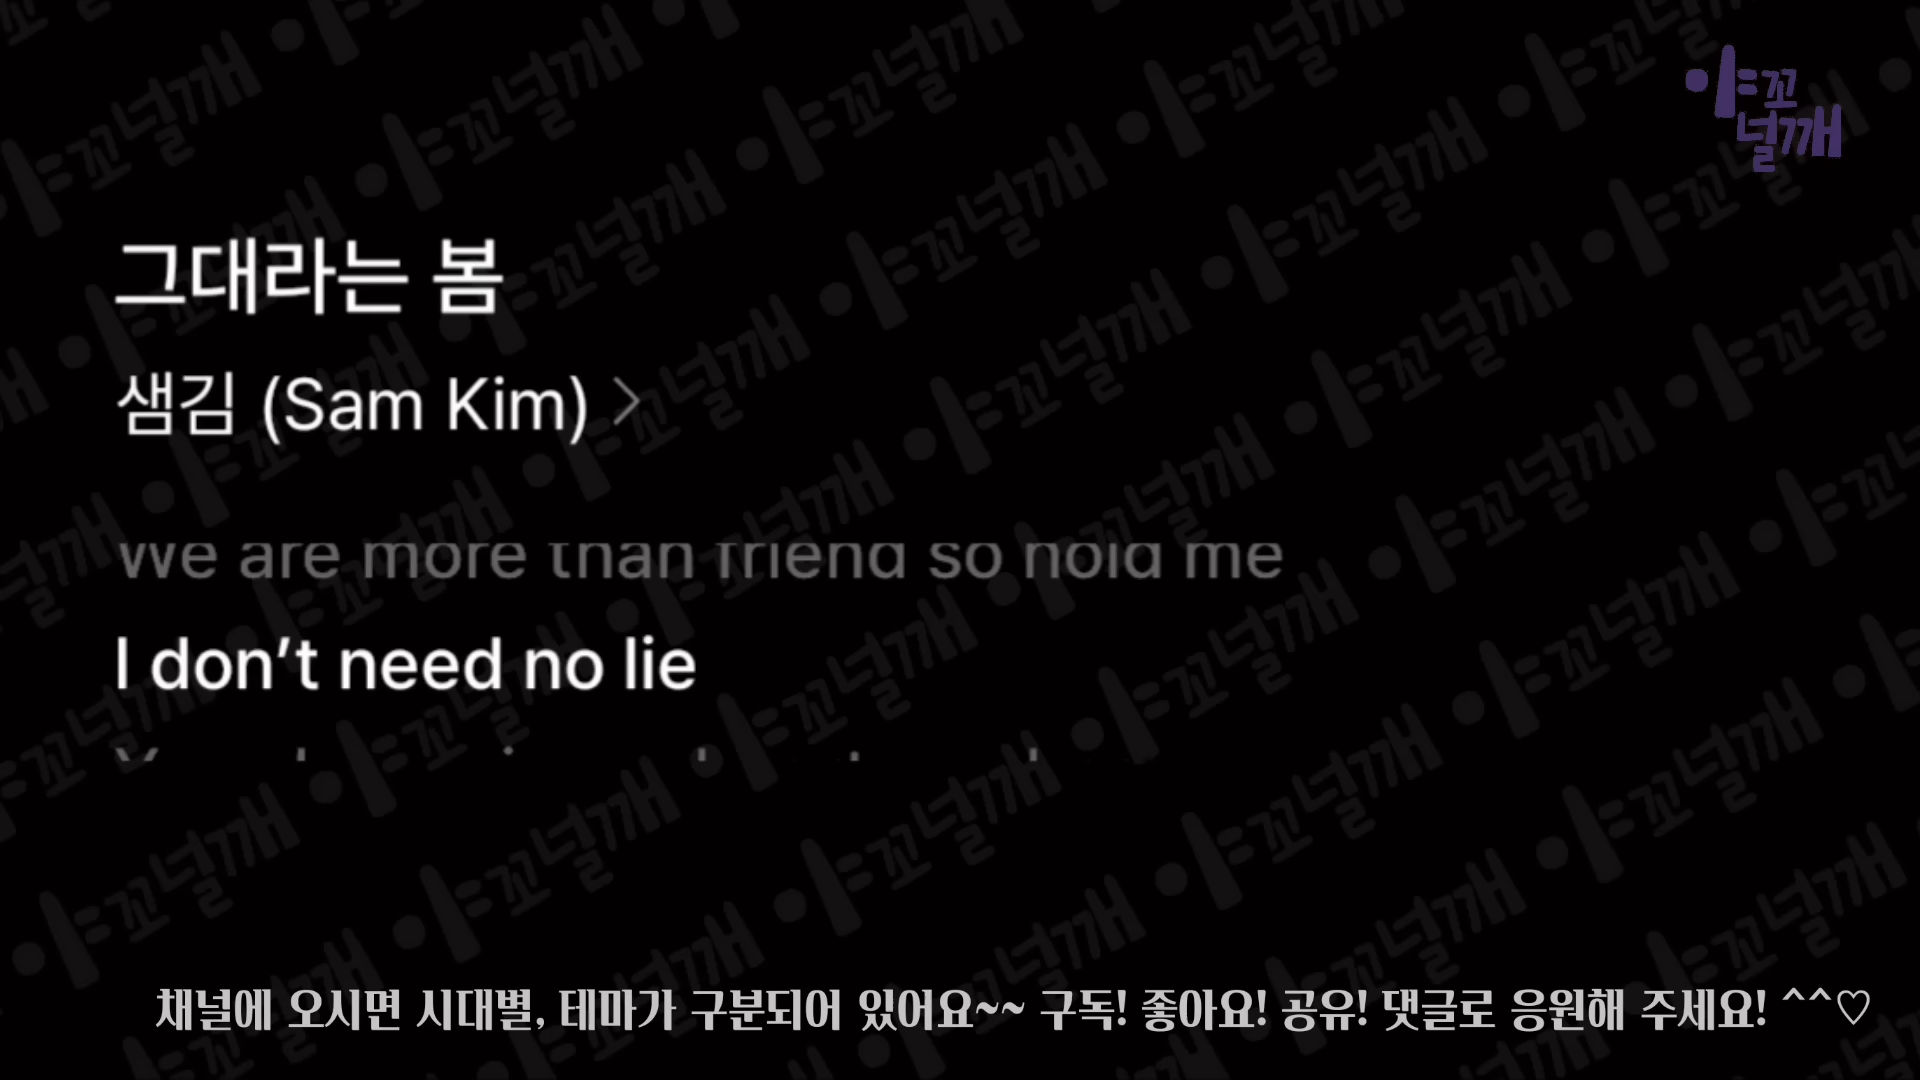 야꼬
널깨
그대라는 봄
샘김 (Sam Kim) >
We are more than friend so hold me
I don't need no lie
채널에 오시면 시대별, 테마가 구분되어 있어요~~ 구독! 좋아요! 공유! 댓글로 응원해 주세요! ^^♡